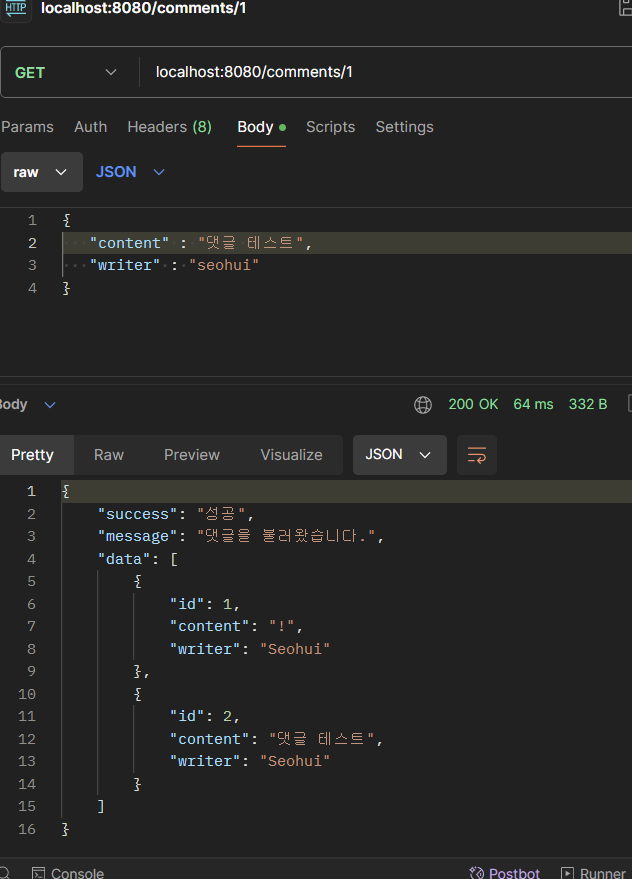 HTTP localhost:8080/comments/1
GET localhost:8080/comments/1
Params Auth Headers (8) Body Scripts Settings
raw JSON
1 {
2 "content" : "댓글 테스트",
3 "writer" : "seohui"
4 }
Body 200 OK 64 ms 332 B
Pretty Raw Preview Visualize JSON
1 {
2 "success": "성공",
3 "message": "댓글을 불러왔습니다.",
4 "data": [
5 {
6 "id": 1,
7 "content": "!",
8 "writer": "Seohui"
9 },
10 {
11 "id": 2,
12 "content": "댓글 테스트",
13 "writer": "Seohui"
14 }
15 ]
16 }
Console Postbot Runner